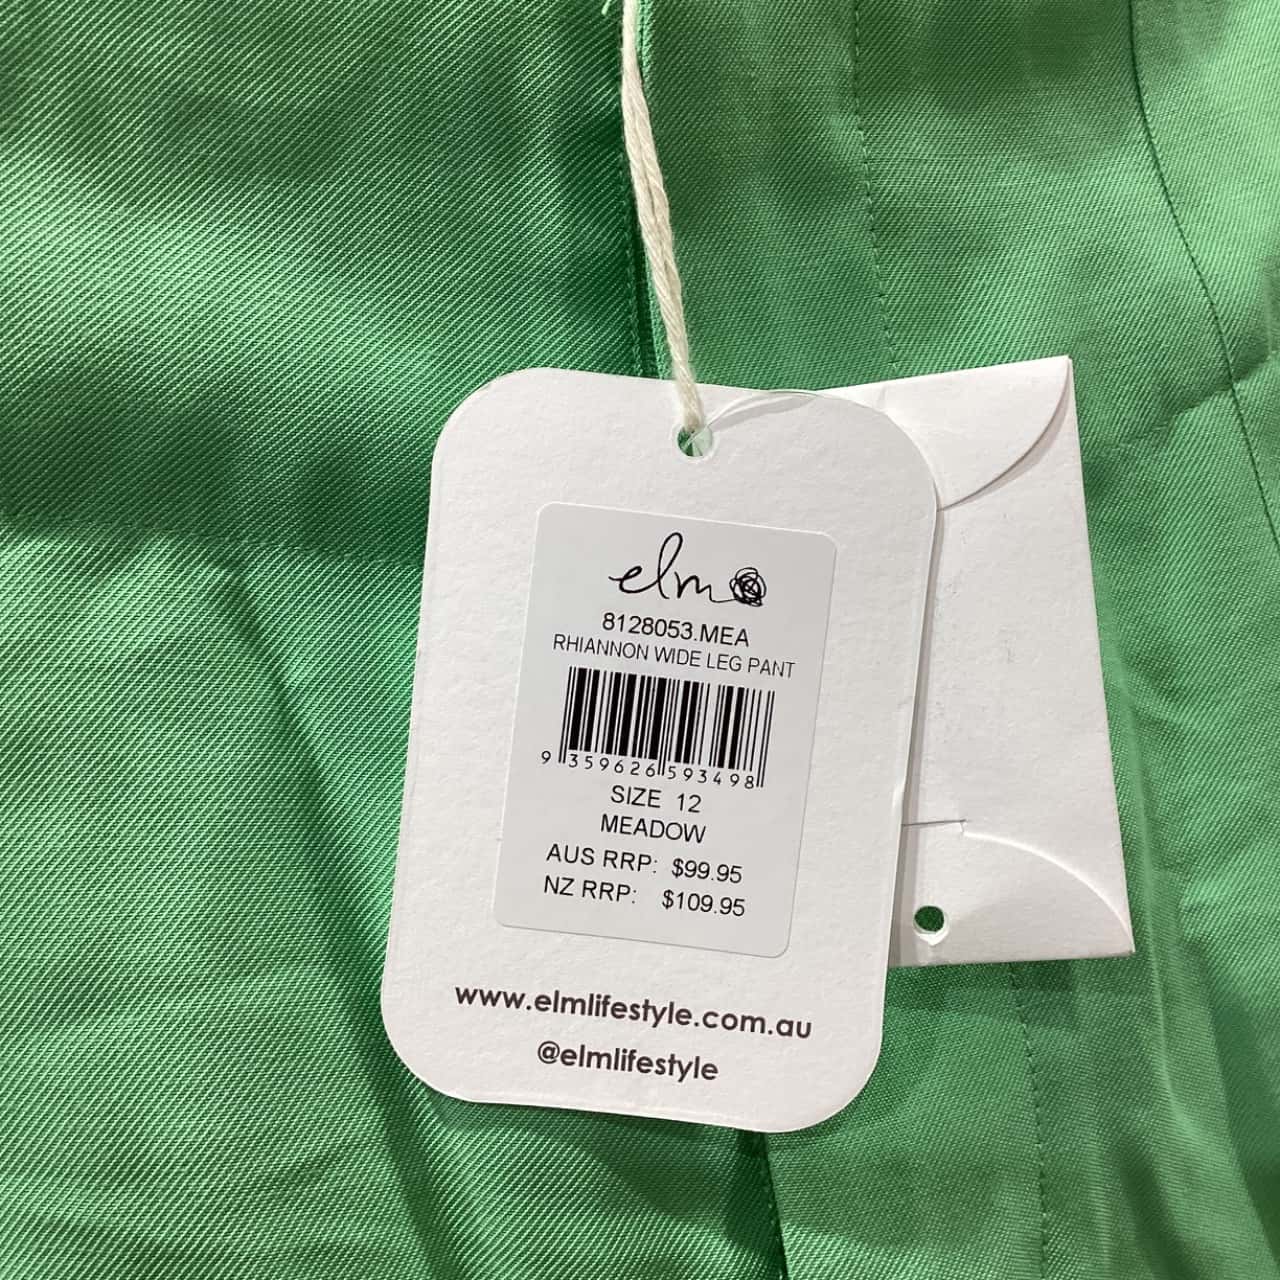 elm
8128053.MEA
RHIANNON WIDE LEG PANT
9 359626 593498
SIZE 12
MEADOW
AUS RRP: $99.95
NZ RRP: $109.95
www.elmlifestyle.com.au
@elmlifestyle